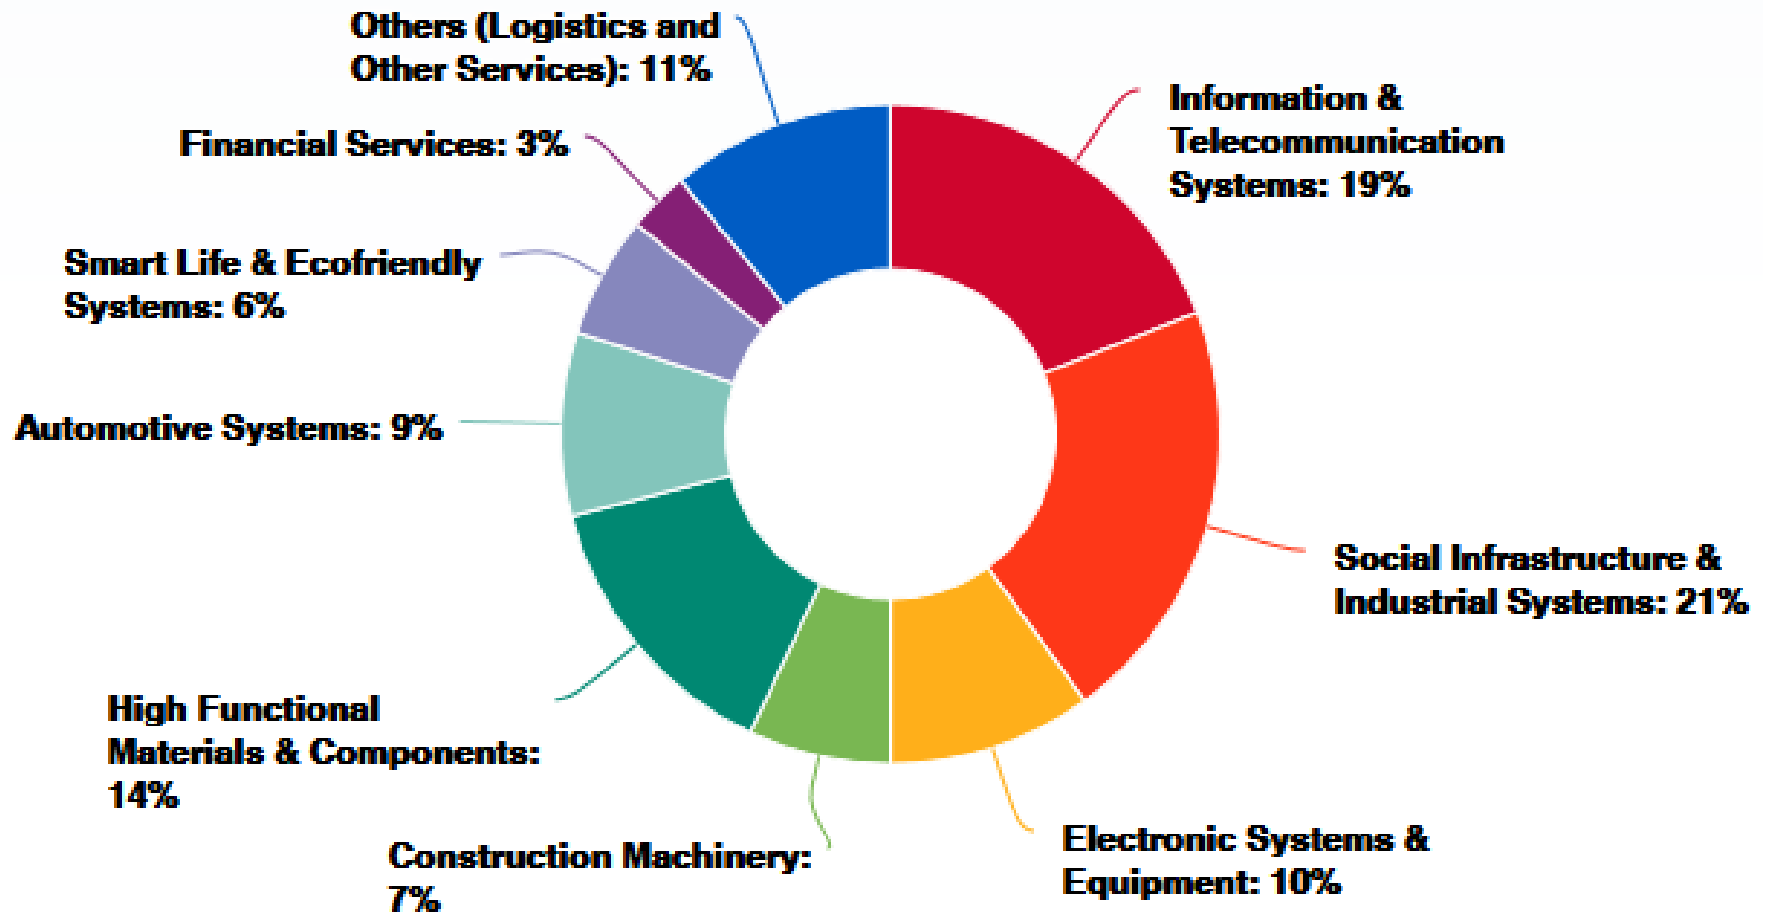 Others (Logistics and
Other Services): 11%
Information &
Telecommunication
Systems: 19%
Financial Services: 3%
Smart Life & Ecofriendly
Systems: 6%
Automotive Systems: 9%
Social Infrastructure &
Industrial Systems: 21%
High Functional
Materials & Components:
14%
Construction Machinery:
7%
Electronic Systems &
Equipment: 10%